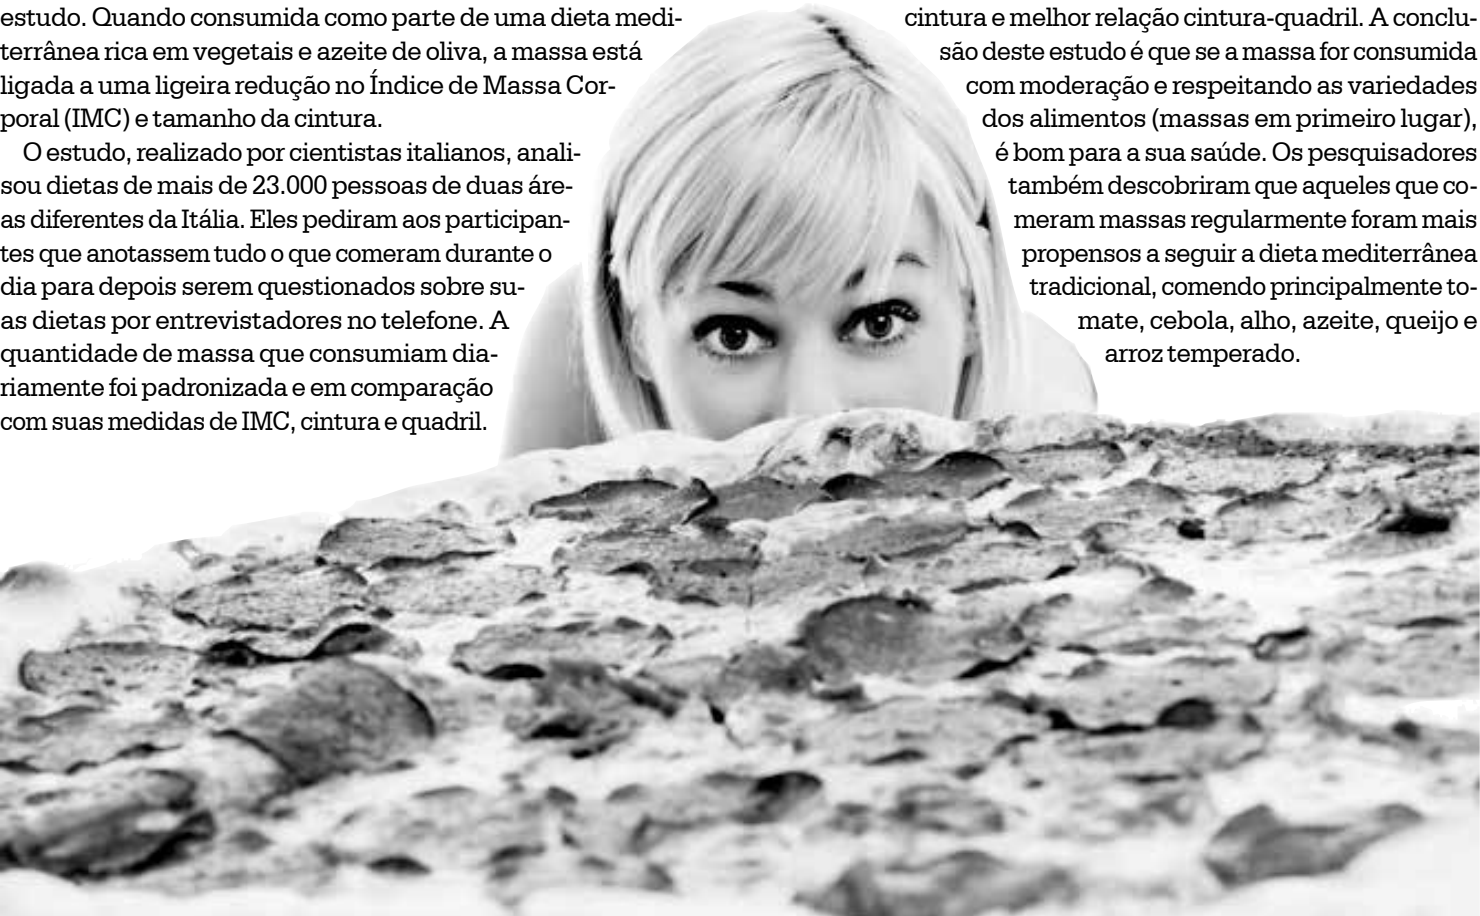 estudo. Quando consumida como parte de uma dieta medi-
terrânea rica em vegetais e azeite de oliva, a massa está
ligada a uma ligeira redução no Índice de Massa Cor-
poral (IMC) e tamanho da cintura.
O estudo, realizado por cientistas italianos, anali-
sou dietas de mais de 23.000 pessoas de duas áre-
as diferentes da Itália. Eles pediram aos participan-
tes que anotassem tudo o que comeram durante o
dia para depois serem questionados sobre su-
as dietas por entrevistadores no telefone. A
quantidade de massa que consumiam dia-
riamente foi padronizada e em comparação
com suas medidas de IMC, cintura e quadril.
cintura e melhor relação cintura-quadril. A conclu-
são deste estudo é que se a massa for consumida
com moderação e respeitando as variedades
dos alimentos (massas em primeiro lugar),
é bom para a sua saúde. Os pesquisadores
também descobriram que aqueles que co-
meram massas regularmente foram mais
propensos a seguir a dieta mediterrânea
tradicional, comendo principalmente to-
mate, cebola, alho, azeite, queijo e
arroz temperado.